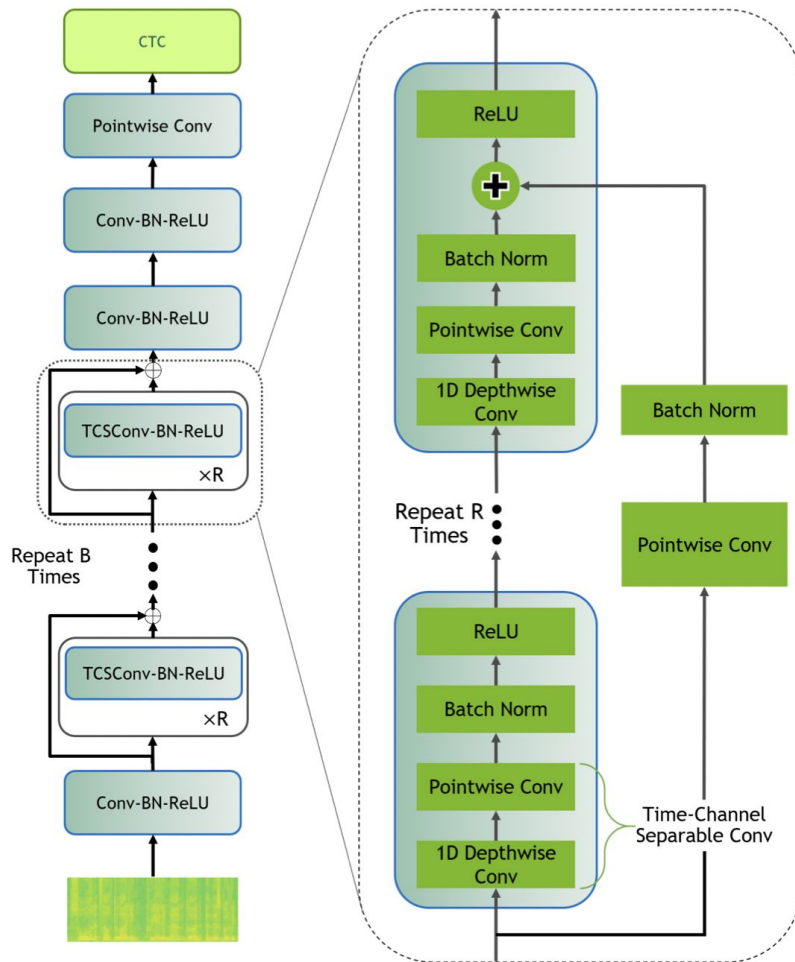 CTC
Pointwise Conv
Conv-BN-ReLU
Conv-BN-ReLU
TCSConv-BN-ReLU
×R
Repeat B
Times
TCSConv-BN-ReLU
×R
Conv-BN-ReLU
ReLU
Batch Norm
Pointwise Conv
1D Depthwise
Conv
Repeat R
Times
Batch Norm
Pointwise Conv
ReLU
Batch Norm
Pointwise Conv
1D Depthwise
Conv
Time-Channel
Separable Conv